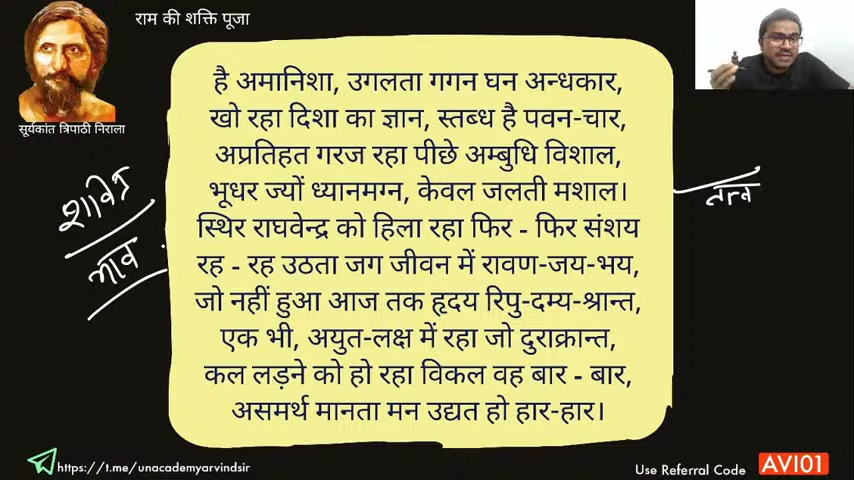 राम की शक्ति पूजा
सूर्यकांत त्रिपाठी निराला
है अमानिशा, उगलता गगन घन अन्धकार,
खो रहा दिशा का ज्ञान, स्तब्ध है पवन-चार,
अप्रतिहत गरज रहा पीछे अम्बुधि विशाल,
भूधर ज्यों ध्यानमग्न, केवल जलती मशाल।
स्थिर राघवेन्द्र को हिला रहा फिर - फिर संशय
रह - रह उठता जग जीवन में रावण-जय-भय,
जो नहीं हुआ आज तक हृदय रिपु-दम्य-श्रान्त,
एक भी, अयुत-लक्ष में रहा जो दुराक्रान्त,
कल लड़ने को हो रहा विकल वह बार - बार,
असमर्थ मानता मन उद्यत हो हार-हार।
भाव
तत्व
https://t.me/unacademyarvindsir
Use Referral Code AVI01